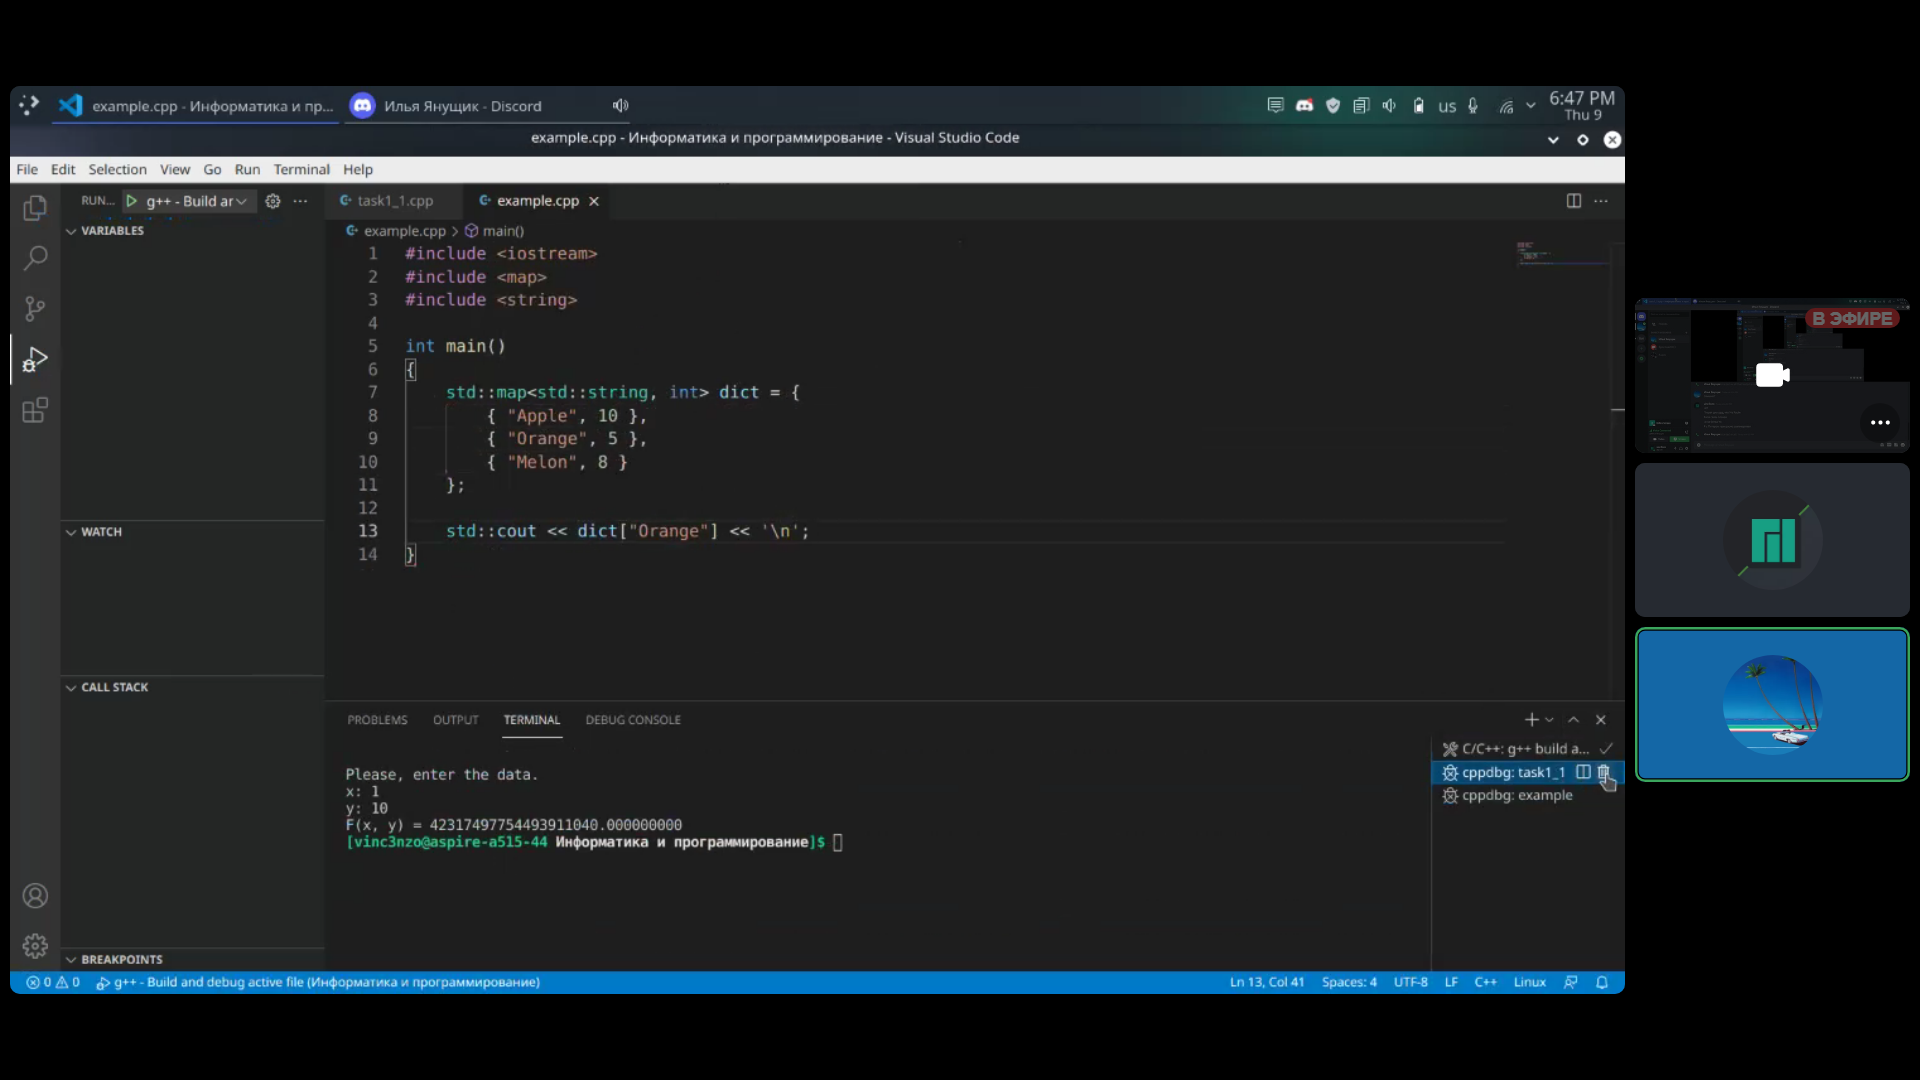 example.cpp - Информатика и пр...
Илья Янущик - Discord
us
6:47 PM
Thu 9
example.cpp - Информатика и программирование - Visual Studio Code
File Edit Selection View Go Run Terminal Help
RUN... g++ - Build ar
task1_1.cpp
example.cpp
VARIABLES
example.cpp > main()
1 #include <iostream>
2 #include <map>
3 #include <string>
4
5 int main()
6 {
7 std::map<std::string, int> dict = {
8 { "Apple", 10 },
9 { "Orange", 5 },
10 { "Melon", 8 }
11 };
12
13 std::cout << dict["Orange"] << '\n';
14 }
WATCH
CALL STACK
BREAKPOINTS
PROBLEMS OUTPUT TERMINAL DEBUG CONSOLE
Please, enter the data.
x: 1
y: 10
F(x, y) = 42317497754493911040.000000000
[vinc3nzo@aspire-a515-44 Информатика и программирование]$
C/C++: g++ build a...
cppdbg: task1_1
cppdbg: example
0 0 g++ - Build and debug active file (Информатика и программирование)
Ln 13, Col 41 Spaces: 4 UTF-8 LF C++ Linux
В ЭФИРЕ